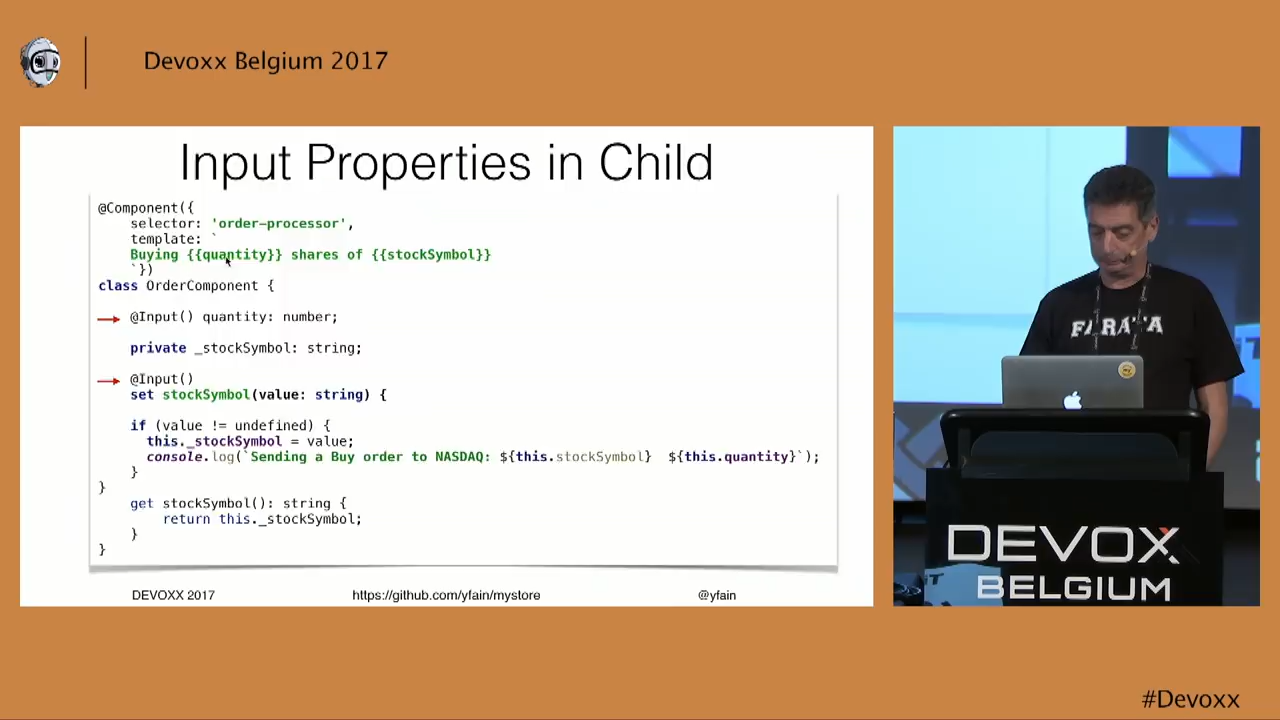 Devoxx Belgium 2017
Input Properties in Child
@Component({
    selector: 'order-processor',
    template: `
    Buying {{quantity}} shares of {{stockSymbol}}
    `})
class OrderComponent {
    @Input() quantity: number;
    private _stockSymbol: string;
    @Input()
    set stockSymbol(value: string) {
    if (value != undefined) {
      this._stockSymbol = value;
      console.log(`Sending a Buy order to NASDAQ: ${this.stockSymbol}  ${this.quantity}`);
    }
}
    get stockSymbol(): string {
        return this._stockSymbol;
    }
}
DEVOXX 2017
https://github.com/yfain/mystore
@yfain
FARATA
DEVOX
BELGIUM
#Devoxx